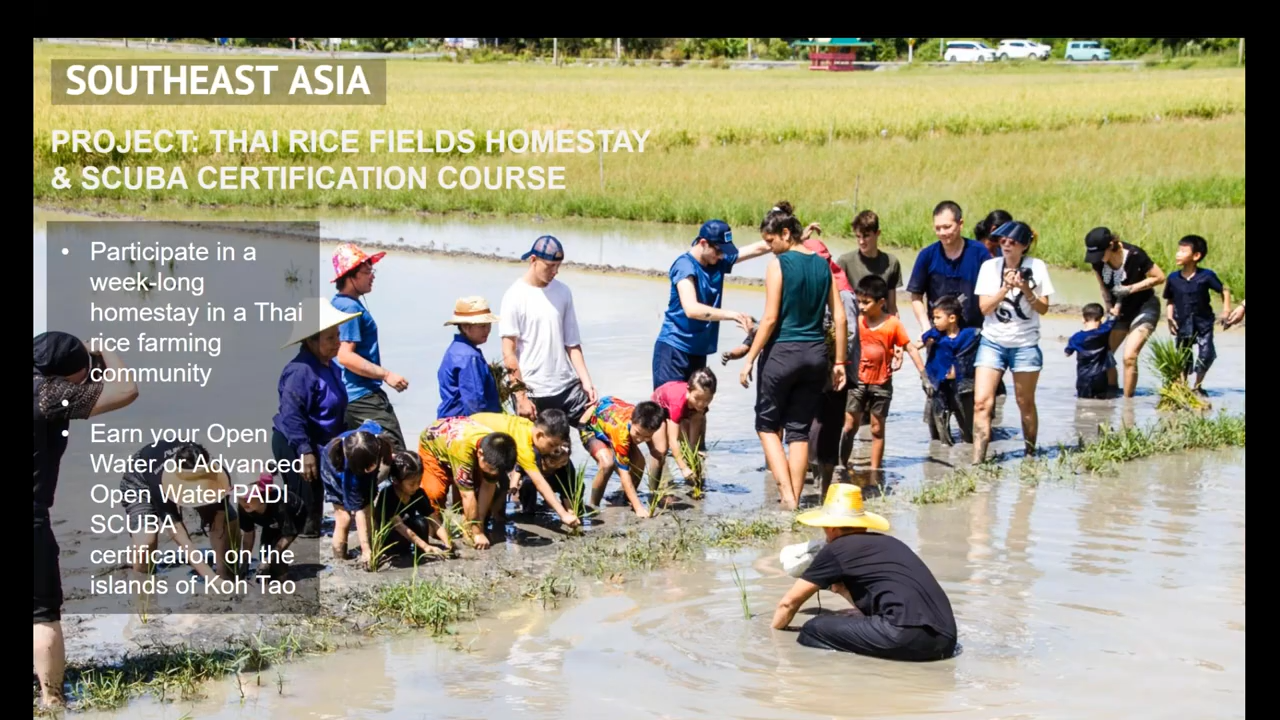 SOUTHEAST ASIA
PROJECT: THAI RICE FIELDS HOMESTAY
& SCUBA CERTIFICATION COURSE
• Participate in a
week-long
homestay in a Thai
rice farming
community
•
• Earn your Open
Water or Advanced
Open Water PADI
SCUBA
certification on the
islands of Koh Tao